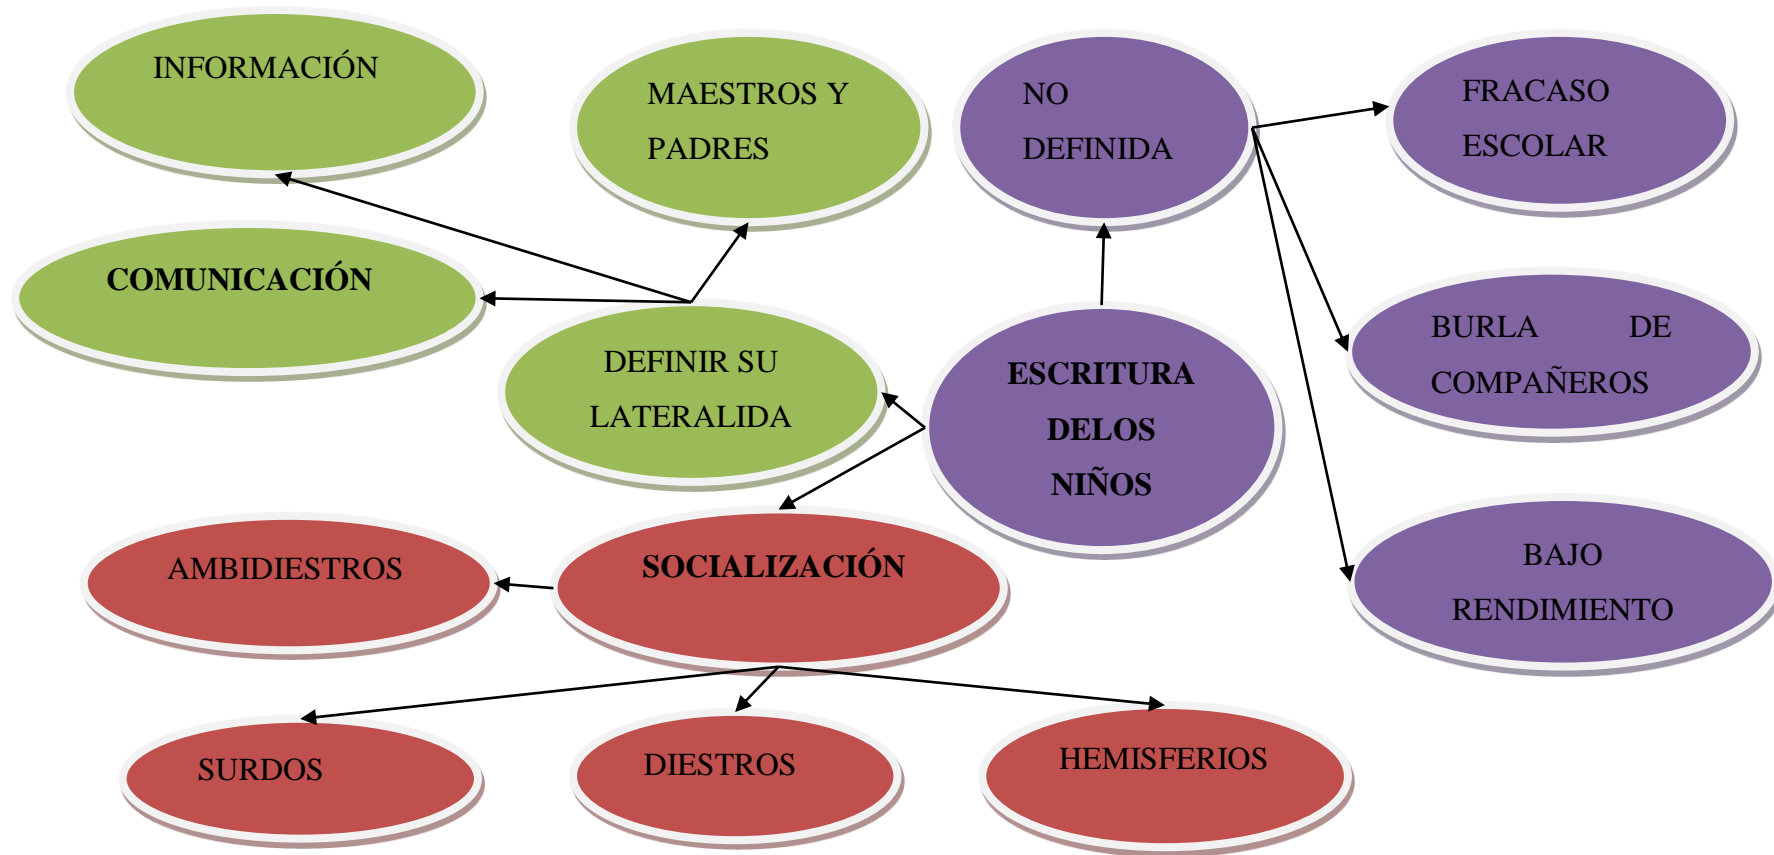 INFORMACIÓN
MAESTROS Y
PADRES
NO
DEFINIDA
FRACASO
ESCOLAR
COMUNICACIÓN
DEFINIR SU
LATERALIDA
ESCRITURA
DELOS
NIÑOS
BURLA DE
COMPAÑEROS
AMBIDIESTROS
SOCIALIZACIÓN
BAJO
RENDIMIENTO
SURDOS
DIESTROS
HEMISFERIOS